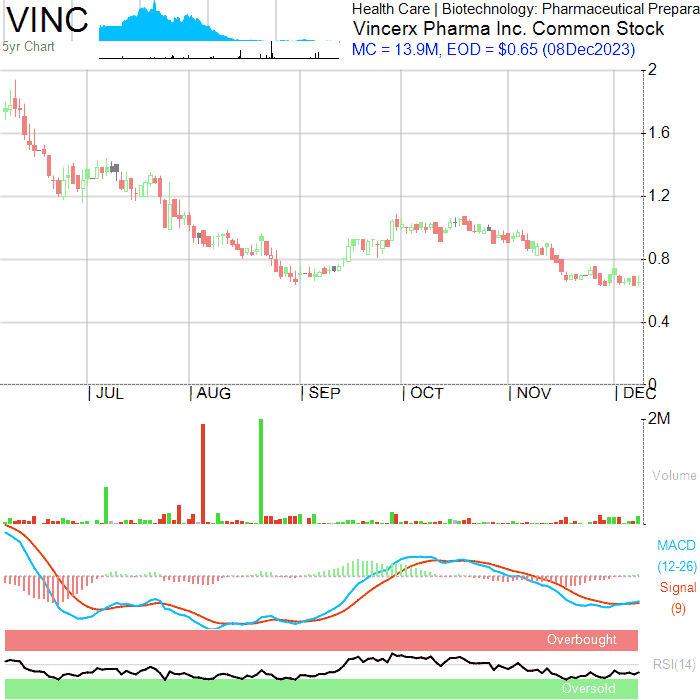 VINC
5yr Chart
Health Care | Biotechnology: Pharmaceutical Prepara
Vincerx Pharma Inc. Common Stock
MC = 13.9M, EOD = $0.65 (08Dec2023)
2
1.6
1.2
0.8
0.4
0
JUL AUG SEP OCT NOV DEC
2M
Volume
MACD
(12-26)
Signal
(9)
Overbought
RSI(14)
Oversold